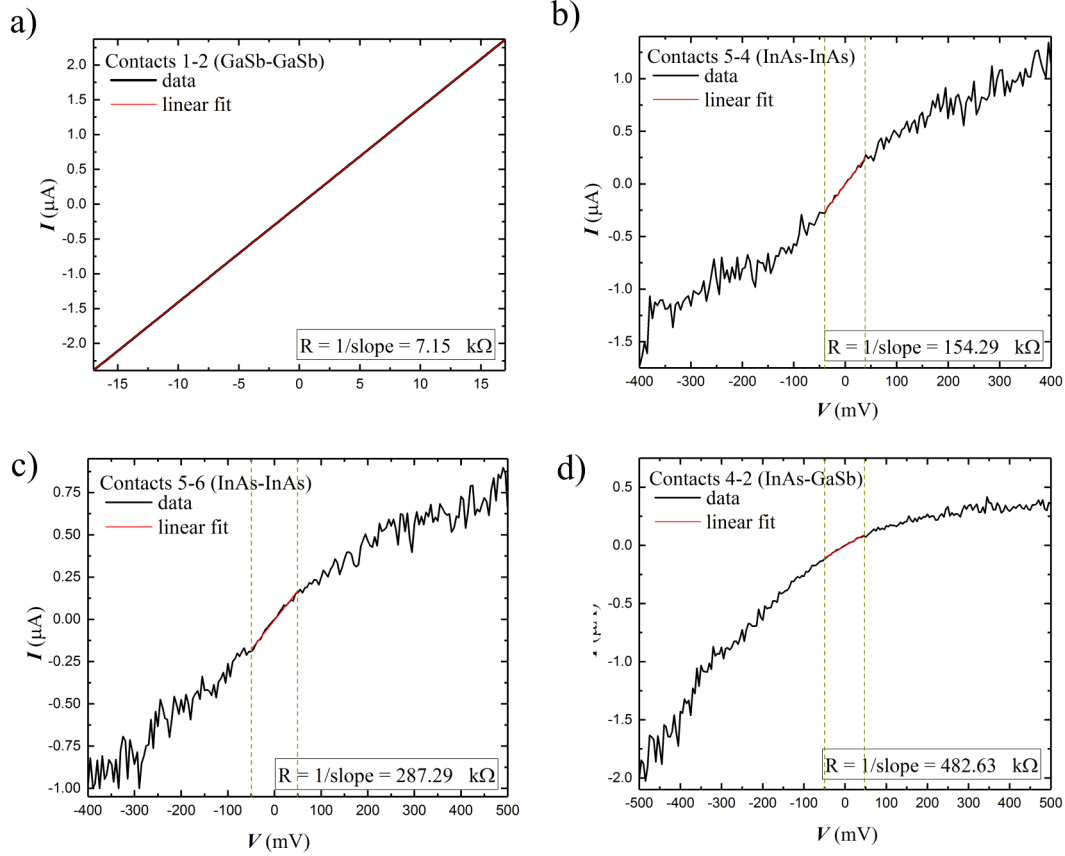 a)
Contacts 1-2 (GaSb-GaSb)
data
linear fit
2.0
1.5
1.0
0.5
0.0
-0.5
-1.0
-1.5
-2.0
I (μA)
R = 1/slope = 7.15 kΩ
-15 -10 -5 0 5 10 15
b)
Contacts 5-4 (InAs-InAs)
data
linear fit
1.0
0.5
0.0
-0.5
-1.0
-1.5
I (μA)
R = 1/slope = 154.29 kΩ
-400 -300 -200 -100 0 100 200 300 400
V (mV)
c)
Contacts 5-6 (InAs-InAs)
data
linear fit
0.75
0.50
0.25
0.00
-0.25
-0.50
-0.75
-1.00
I (μA)
R = 1/slope = 287.29 kΩ
-400 -300 -200 -100 0 100 200 300 400 500
V (mV)
d)
Contacts 4-2 (InAs-GaSb)
data
linear fit
0.5
0.0
-0.5
-1.0
-1.5
-2.0
R = 1/slope = 482.63 kΩ
-500 -400 -300 -200 -100 0 100 200 300 400 500
V (mV)